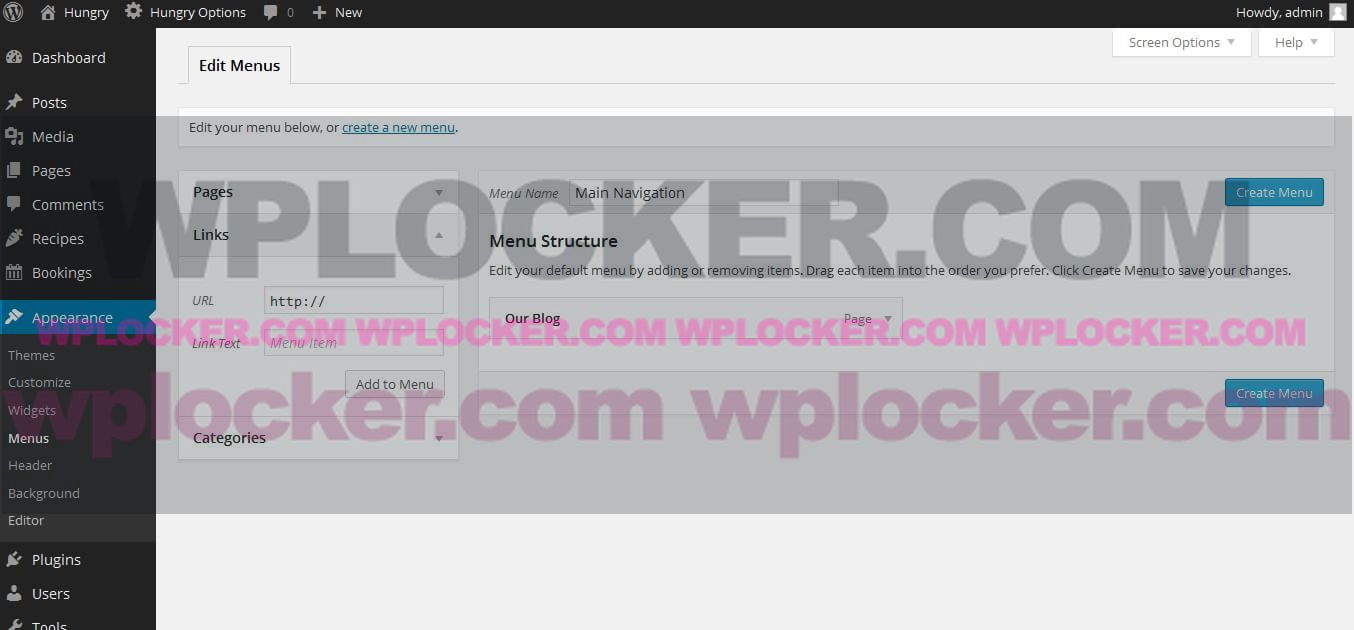 Hungry Hungry Options 0 New Howdy, admin
Screen Options Help
Dashboard
Posts
Media
Pages
Comments
Recipes
Bookings
Appearance
Themes
Customize
Widgets
Menus
Header
Background
Editor
Plugins
Users
Tools
Edit Menus
Edit your menu below, or create a new menu.
Pages
Links
URL http://
Link Text Menu Item
Add to Menu
Categories
Menu Name Main Navigation Create Menu
Menu Structure
Edit your default menu by adding or removing items. Drag each item into the order you prefer. Click Create Menu to save your changes.
Our Blog Page
Create Menu
WPLOCKER.COM
WPLOCKER.COM WPLOCKER.COM WPLOCKER.COM WPLOCKER.COM
wplocker.com wplocker.com